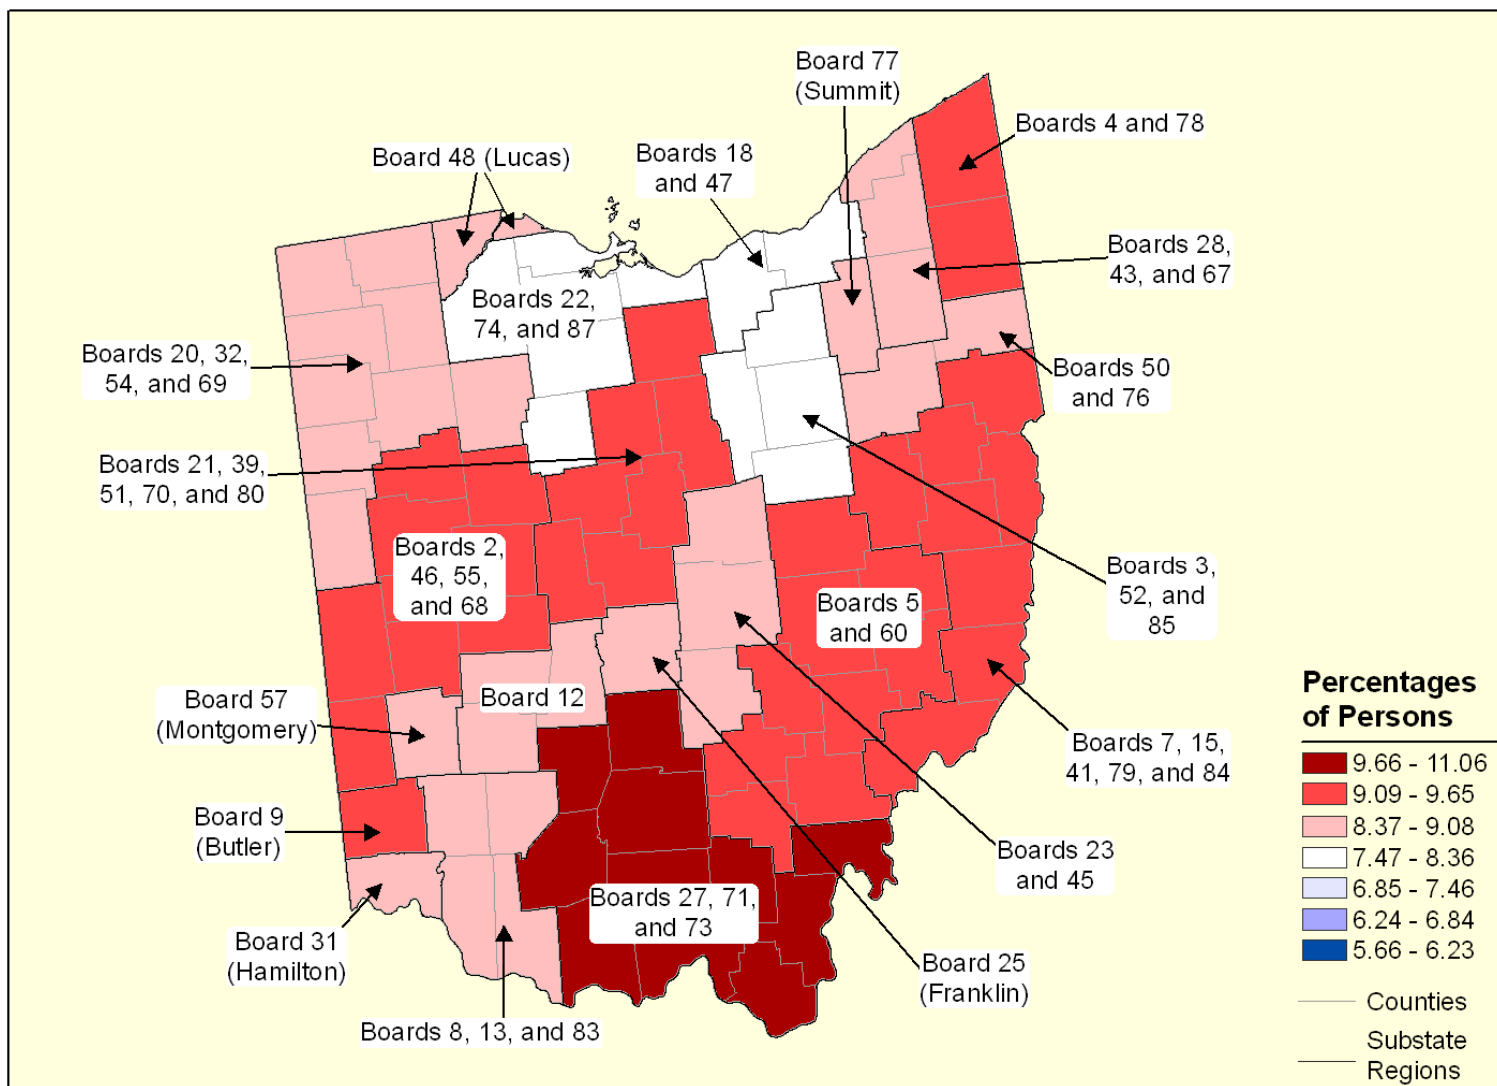 Board 77
(Summit)
Boards 4 and 78
Board 48 (Lucas)
Boards 18
and 47
Boards 28,
43, and 67
Boards 22,
74, and 87
Boards 20, 32,
54, and 69
Boards 50
and 76
Boards 21, 39,
51, 70, and 80
Boards 2,
46, 55,
and 68
Boards 3,
52, and
85
Boards 5
and 60
Board 57
(Montgomery)
Board 12
Boards 7, 15,
41, 79, and 84
Board 9
(Butler)
Boards 23
and 45
Boards 27, 71,
and 73
Board 31
(Hamilton)
Board 25
(Franklin)
Boards 8, 13, and 83
Percentages
of Persons
9.66 - 11.06
9.09 - 9.65
8.37 - 9.08
7.47 - 8.36
6.85 - 7.46
6.24 - 6.84
5.66 - 6.23
Counties
Substate
Regions